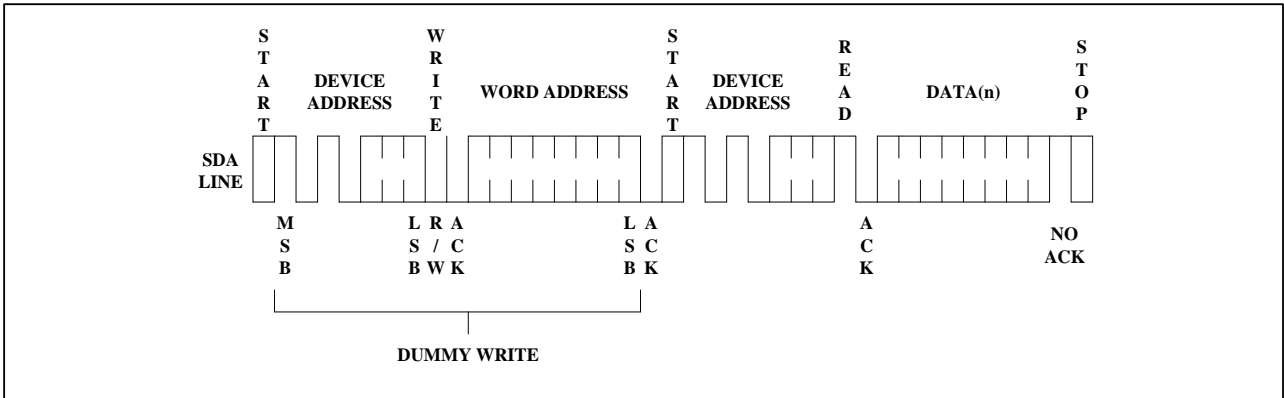 START
DEVICE ADDRESS
WRITE
WORD ADDRESS
START
DEVICE ADDRESS
READ
DATA(n)
STOP
SDA LINE
MSB
LSB
R/W
ACK
LSB
ACK
ACK
NO ACK
DUMMY WRITE